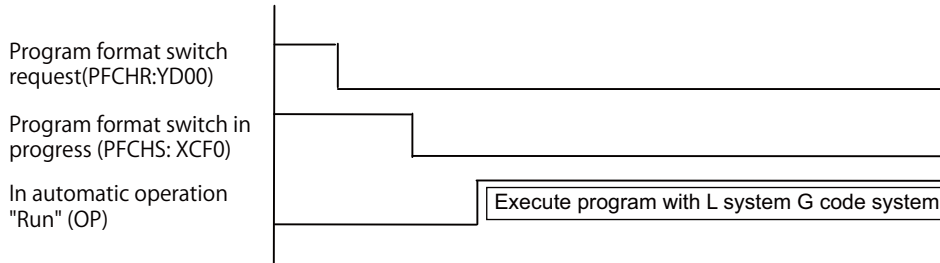 Program format switch
request(PFCHR:YD00)
Program format switch in
progress (PFCHS: XCF0)
In automatic operation
"Run" (OP)
Execute program with L system G code system